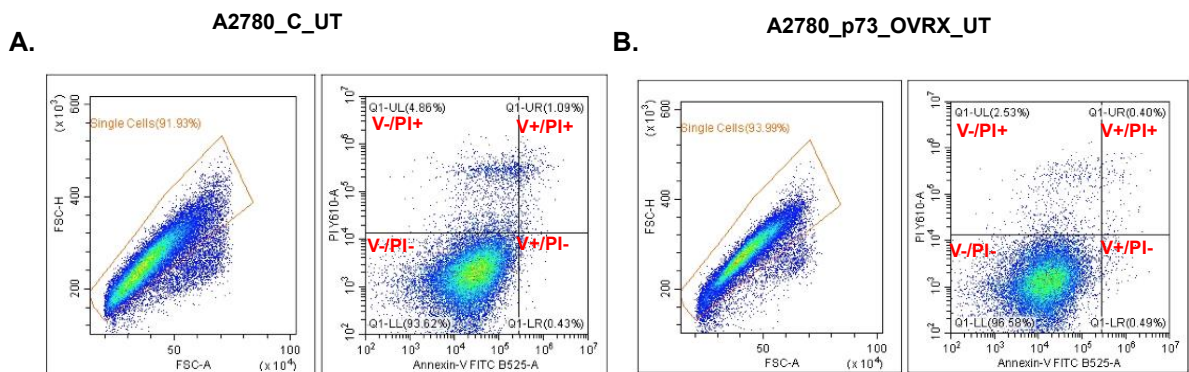 A2780_C_UT
A2780_p73_OVRX_UT
A.
B.
600
(x 10³)
400
200
FSC-H
Single Cells(91.93%)
50
100
FSC-A
(x 10⁴)
Q1-UL(4.86%)
Q1-UR(1.09%)
V-/PI+
V+/PI+
V-/PI-
V+/PI-
Q1-LL(93.62%)
Q1-LR(0.43%)
PI Y610-A
10⁷
10⁶
10⁵
10⁴
10³
10²
10² 10³ 10⁴ 10⁵ 10⁶ 10⁷
Annexin-V FITC B525-A
600
(x 10³)
400
200
FSC-H
Single Cells(93.99%)
50
100
FSC-A
(x 10⁴)
Q1-UL(2.53%)
Q1-UR(0.40%)
V-/PI+
V+/PI+
V-/PI-
V+/PI-
Q1-LL(96.58%)
Q1-LR(0.49%)
PI Y610-A
10⁷
10⁶
10⁵
10⁴
10³
10²
10² 10³ 10⁴ 10⁵ 10⁶ 10⁷
Annexin-V FITC B525-A